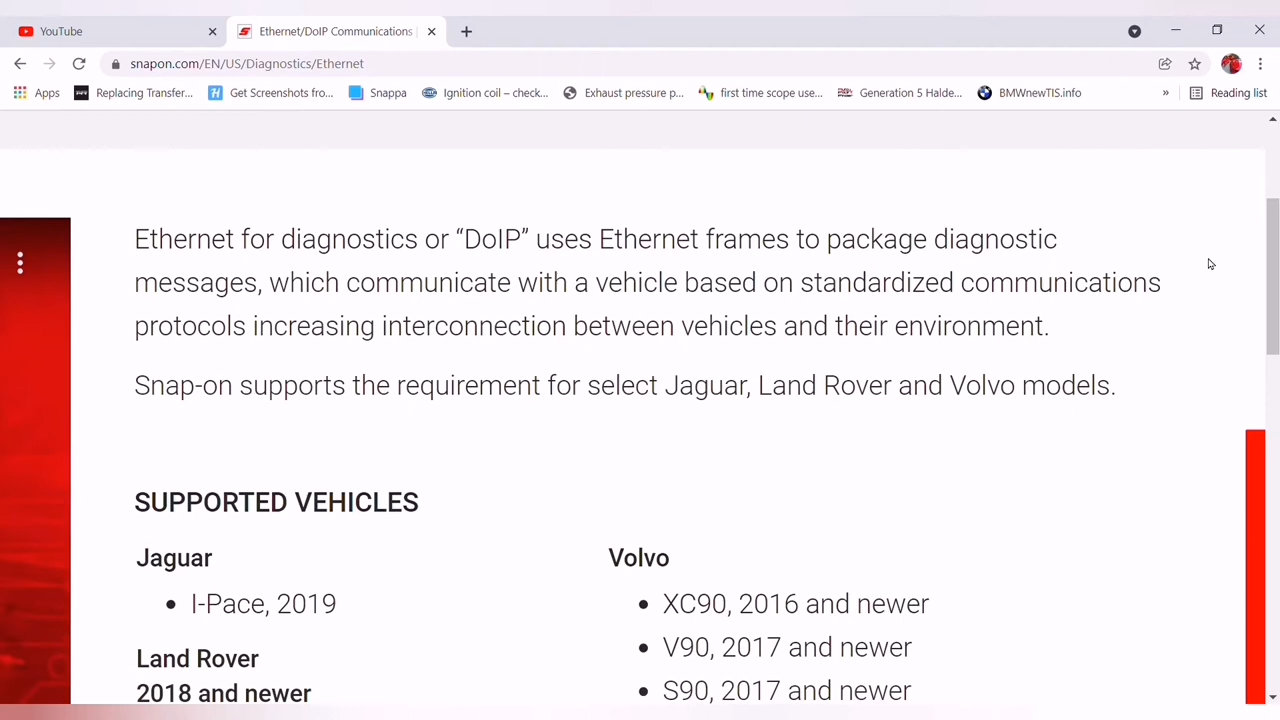 YouTube
Ethernet/DoIP Communications
snapon.com/EN/US/Diagnostics/Ethernet
Apps Replacing Transfer... Get Screenshots fro... Snappa Ignition coil – check... Exhaust pressure p... first time scope use... Generation 5 Halde... BMWnewTIS.info » Reading list
Ethernet for diagnostics or “DoIP” uses Ethernet frames to package diagnostic
messages, which communicate with a vehicle based on standardized communications
protocols increasing interconnection between vehicles and their environment.
Snap-on supports the requirement for select Jaguar, Land Rover and Volvo models.
SUPPORTED VEHICLES
Jaguar
• I-Pace, 2019
Land Rover
2018 and newer
Volvo
• XC90, 2016 and newer
• V90, 2017 and newer
• S90, 2017 and newer